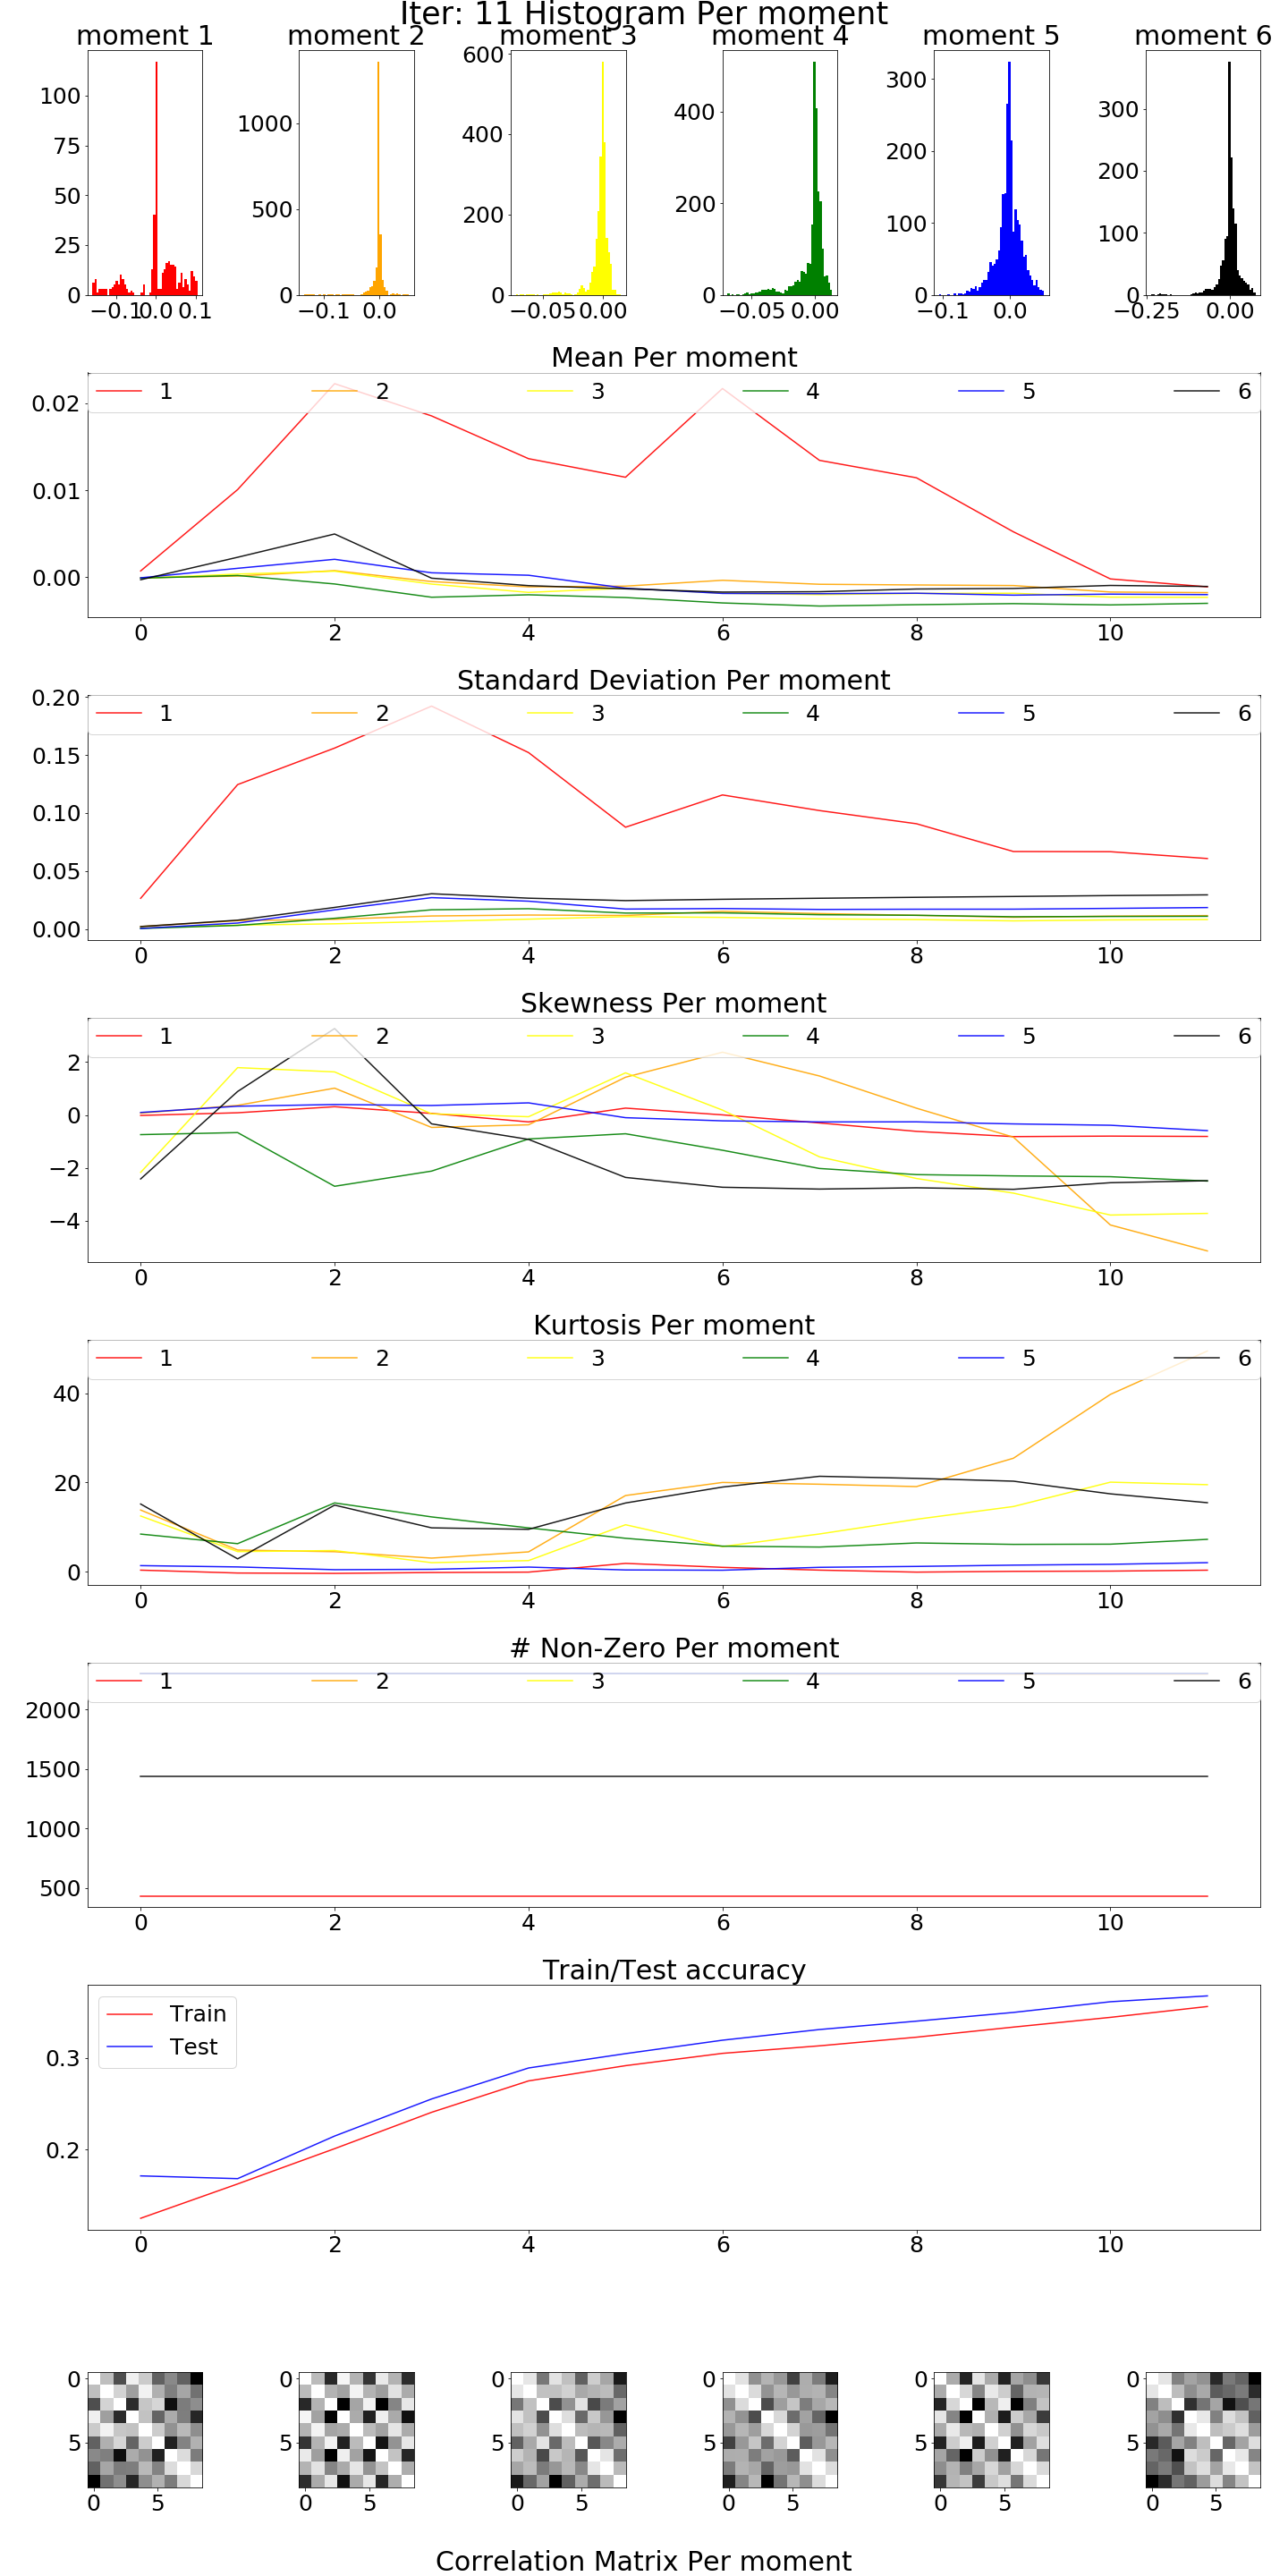 Iter: 11 Histogram Per moment
moment 1 moment 2 moment 3 moment 4 moment 5 moment 6
100 75 50 25 0
1000 500 0
600 400 200 0
400 200 0
300 200 100 0
300 200 100 0
−0.1 0.0 0.1 −0.1 0.0 −0.05 0.00 −0.05 0.00 −0.1 0.0 −0.25 0.00
Mean Per moment
1 2 3 4 5 6
0.02
0.01
0.00
0 2 4 6 8 10
Standard Deviation Per moment
0.20
1 2 3 4 5 6
0.15
0.10
0.05
0.00
0 2 4 6 8 10
Skewness Per moment
1 2 3 4 5 6
2
0
−2
−4
0 2 4 6 8 10
Kurtosis Per moment
1 2 3 4 5 6
40
20
0
0 2 4 6 8 10
# Non-Zero Per moment
1 2 3 4 5 6
2000
1500
1000
500
0 2 4 6 8 10
Train/Test accuracy
Train
Test
0.3
0.2
0 2 4 6 8 10
0 0 0 0 0 0
5 5 5 5 5 5
0 5 0 5 0 5 0 5 0 5 0 5
Correlation Matrix Per moment